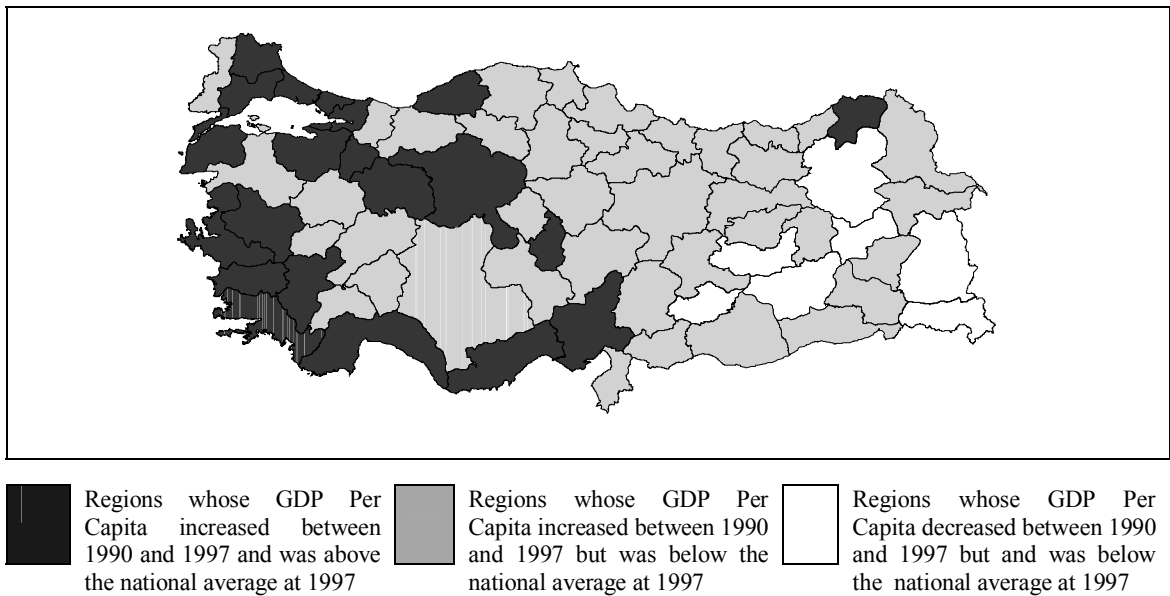 Regions whose GDP Per
Capita increased between
1990 and 1997 and was above
the national average at 1997
Regions whose GDP Per
Capita increased between 1990
and 1997 but was below the
national average at 1997
Regions whose GDP Per
Capita decreased between 1990
and 1997 but and was below
the national average at 1997